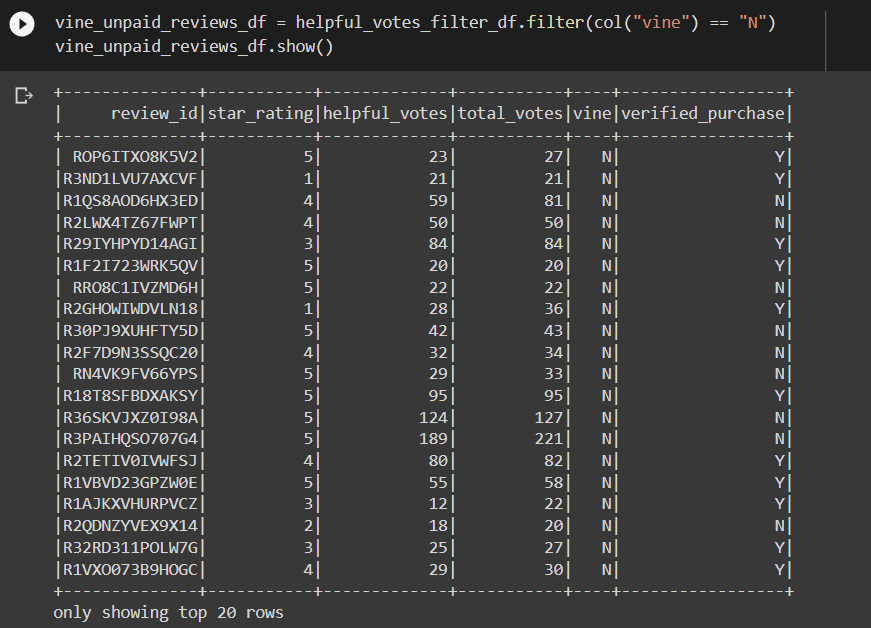 vine_unpaid_reviews_df = helpful_votes_filter_df.filter(col("vine") == "N")
vine_unpaid_reviews_df.show()
+--------------+-----------+-------------+-----------+----+-----------------+
|     review_id|star_rating|helpful_votes|total_votes|vine|verified_purchase|
+--------------+-----------+-------------+-----------+----+-----------------+
| ROP6ITXO8K5V2|          5|           23|         27|   N|                Y|
|R3ND1LVU7AXCVF|          1|           21|         21|   N|                Y|
|R1QS8AOD6HX3ED|          4|           59|         81|   N|                N|
|R2LWX4TZ67FWPT|          4|           50|         50|   N|                N|
|R29IYHPYD14AGI|          3|           84|         84|   N|                Y|
|R1F2I723WRK5QV|          5|           20|         20|   N|                Y|
| RRO8C1IVZMD6H|          5|           22|         22|   N|                N|
|R2GHOWIWDVLN18|          1|           28|         36|   N|                Y|
|R30PJ9XUHFTY5D|          5|           42|         43|   N|                N|
|R2F7D9N3SSQC20|          4|           32|         34|   N|                N|
| RN4VK9FV66YPS|          5|           29|         33|   N|                N|
|R18T8SFBDXAKSY|          5|           95|         95|   N|                Y|
|R36SKVJXZ0I98A|          5|          124|        127|   N|                N|
|R3PAIHQSO707G4|          5|          189|        221|   N|                N|
|R2TETIV0IVWFSJ|          4|           80|         82|   N|                Y|
|R1VBVD23GPZW0E|          5|           55|         58|   N|                Y|
|R1AJKXVHURPVCZ|          3|           12|         22|   N|                Y|
|R2QDNZYVEX9X14|          2|           18|         20|   N|                N|
|R32RD311POLW7G|          3|           25|         27|   N|                Y|
|R1VXO073B9HOGC|          4|           29|         30|   N|                Y|
+--------------+-----------+-------------+-----------+----+-----------------+
only showing top 20 rows